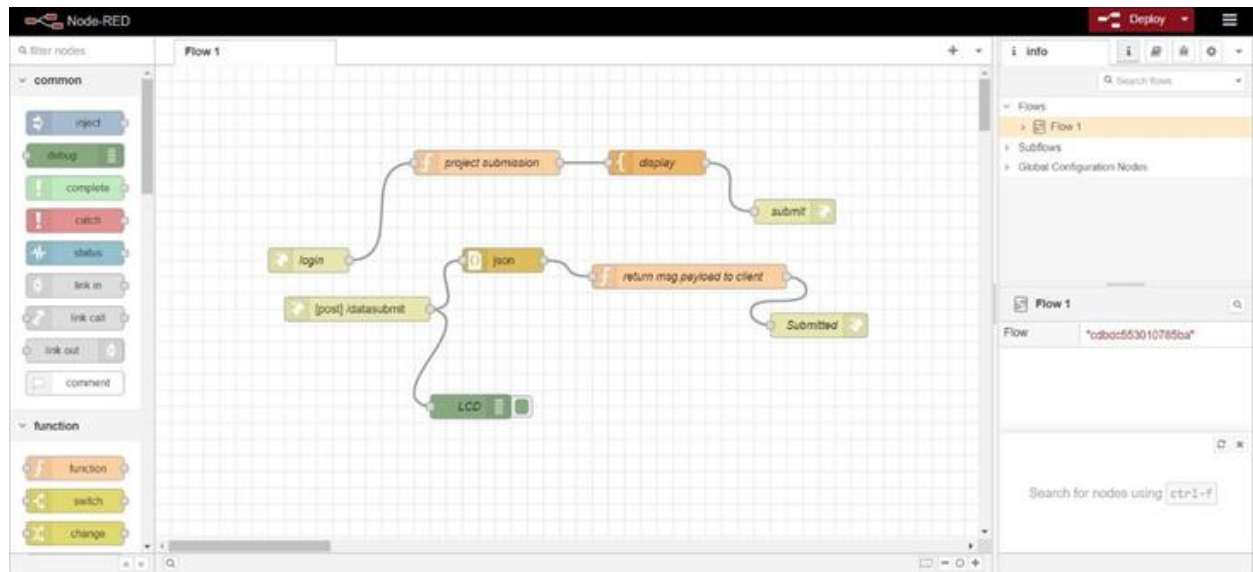 Node-RED
Deploy
filter nodes
Flow 1
info
i
common
Search flows
inject
Flows
Flow 1
debug
project submission
display
Subflows
complete
Global Configuration Nodes
catch
submit
status
login
json
link in
return msg.payload to client
[post] /datasubmit
Flow 1
link call
Submitted
Flow
link out
comment
LCD
function
function
Search for nodes using ctrl-f
switch
change